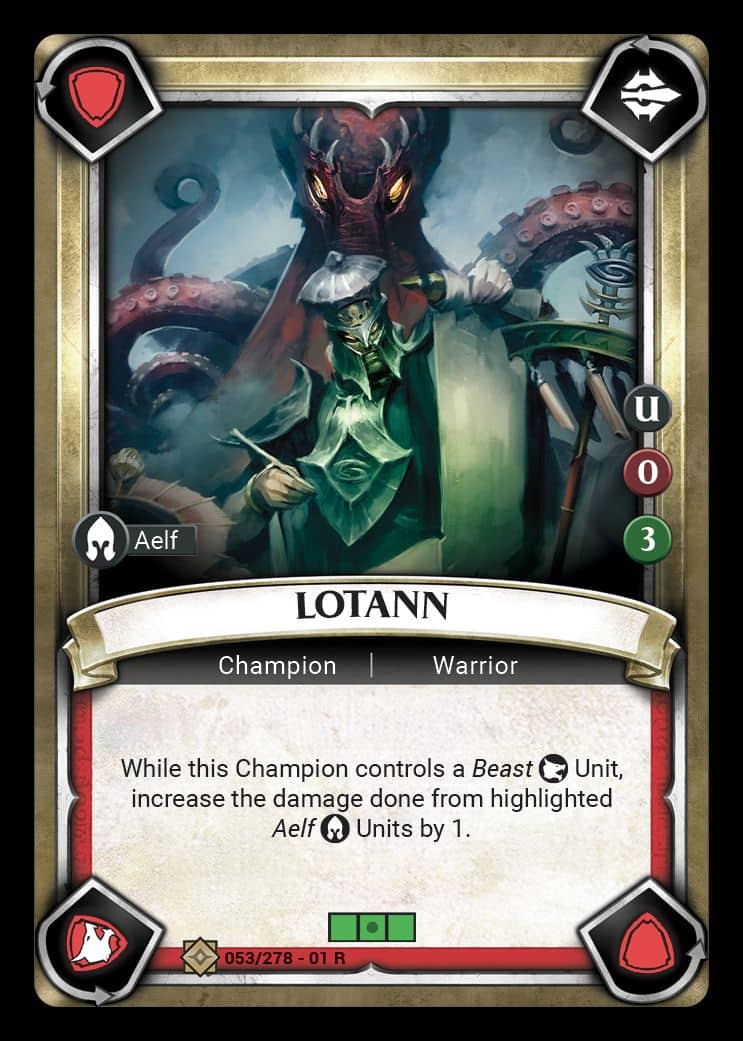 U
0
3
Aelf
LOTANN
Champion | Warrior
While this Champion controls a Beast Unit,
increase the damage done from highlighted
Aelf Units by 1.
053/278 - 01 R